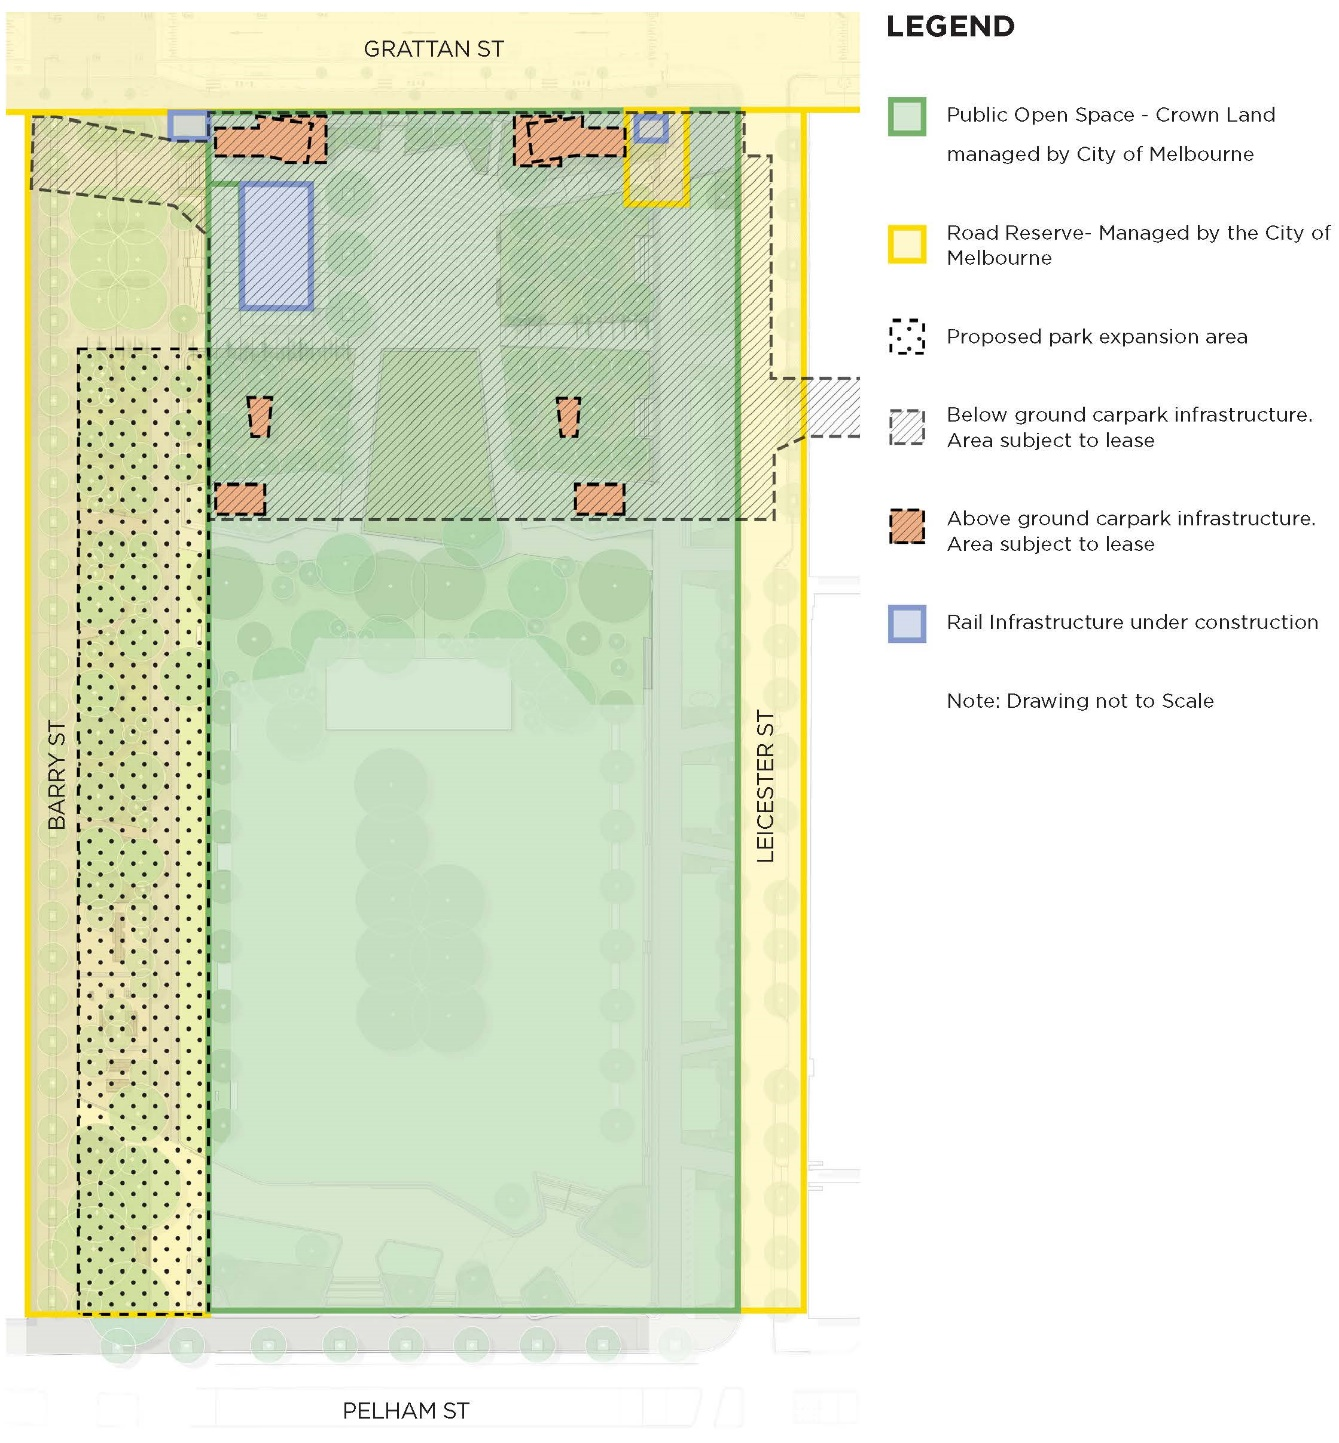 GRATTAN ST
BARRY ST
LEICESTER ST
PELHAM ST
LEGEND
Public Open Space - Crown Land
managed by City of Melbourne
Road Reserve- Managed by the City of
Melbourne
Proposed park expansion area
Below ground carpark infrastructure.
Area subject to lease
Above ground carpark infrastructure.
Area subject to lease
Rail Infrastructure under construction
Note: Drawing not to Scale